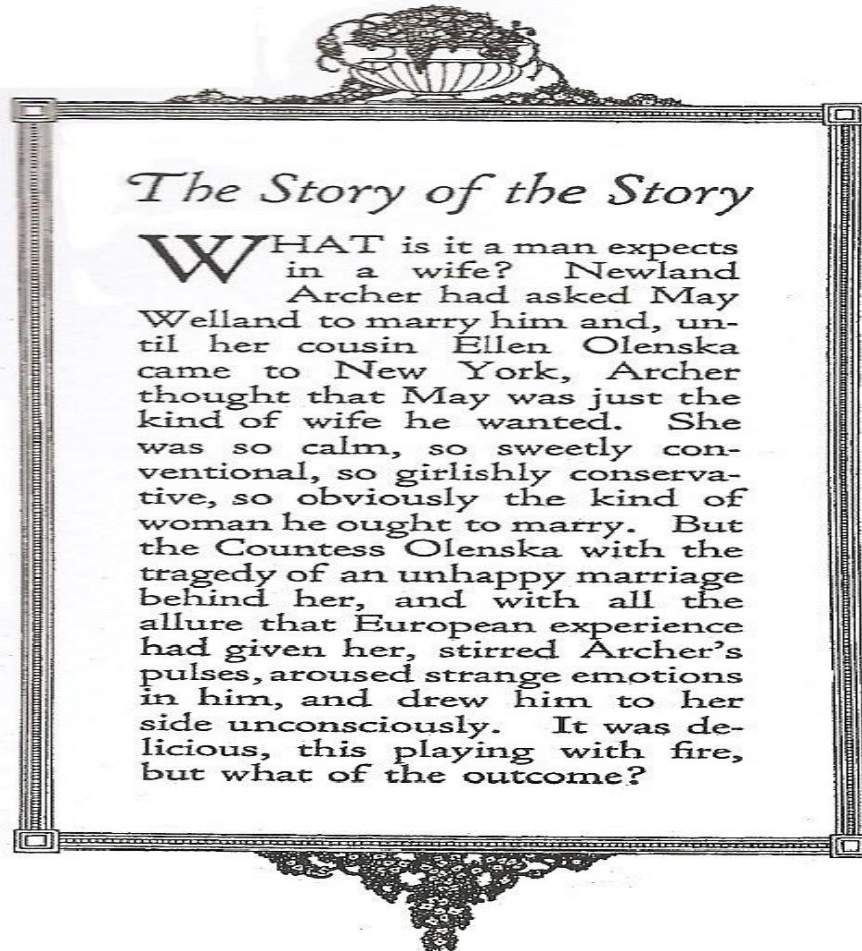 The Story of the Story
WHAT is it a man expects
in a wife? Newland
Archer had asked May
Welland to marry him and, un-
til her cousin Ellen Olenska
came to New York, Archer
thought that May was just the
kind of wife he wanted. She
was so calm, so sweetly con-
ventional, so girlishly conserva-
tive, so obviously the kind of
woman he ought to marry. But
the Countess Olenska with the
tragedy of an unhappy marriage
behind her, and with all the
allure that European experience
had given her, stirred Archer's
pulses, aroused strange emotions
in him, and drew him to her
side unconsciously. It was de-
licious, this playing with fire,
but what of the outcome?